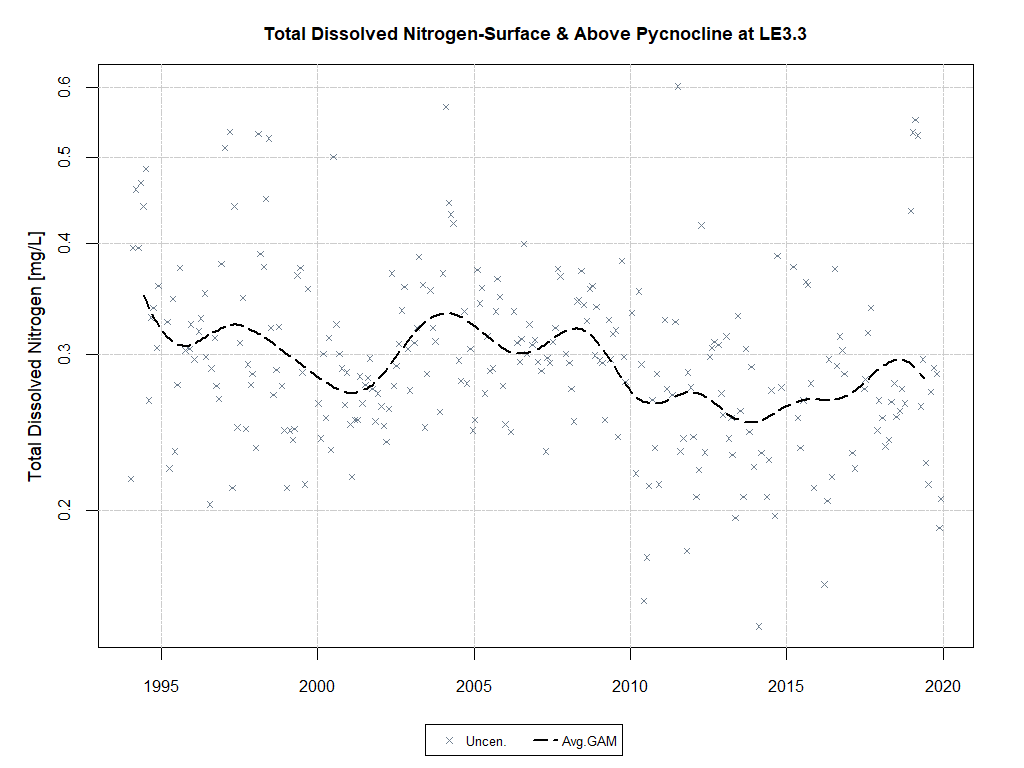 Total Dissolved Nitrogen-Surface & Above Pycnocline at LE3.3
Total Dissolved Nitrogen [mg/L]
0.6
0.5
0.4
0.3
0.2
1995 2000 2005 2010 2015 2020
Uncen. Avg.GAM